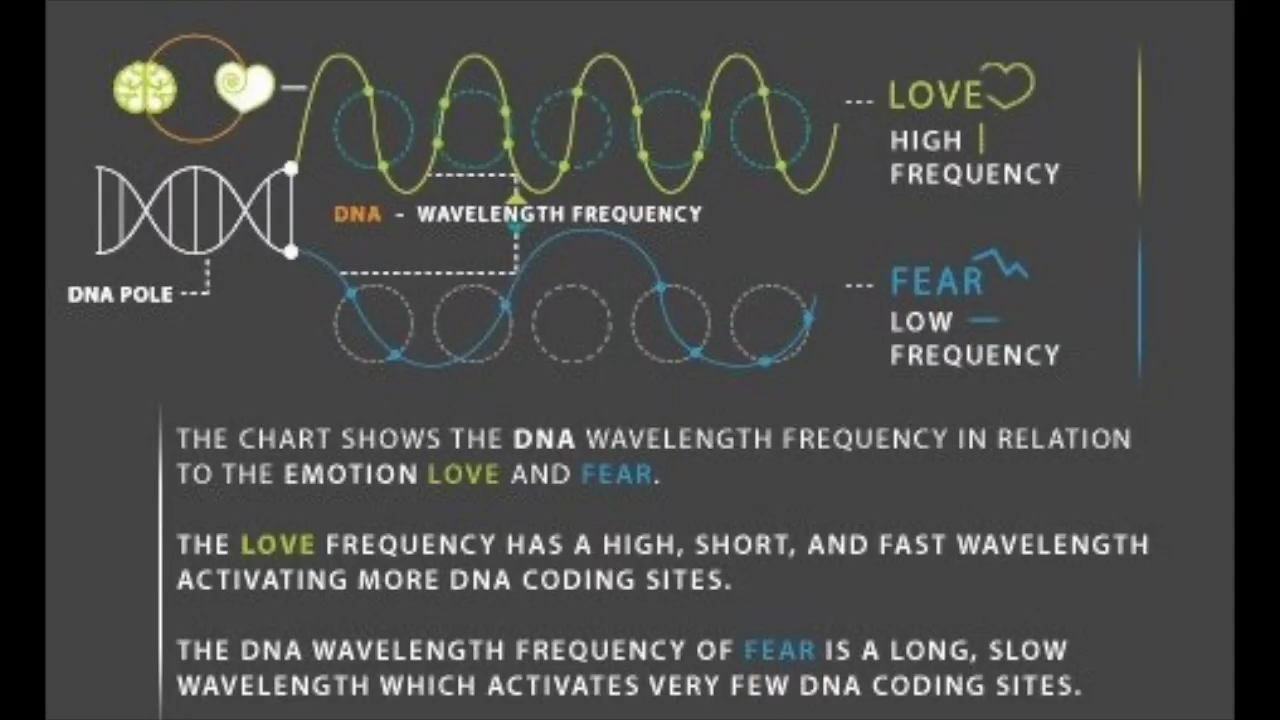 LOVE
HIGH
FREQUENCY
DNA - WAVELENGTH FREQUENCY
FEAR
DNA POLE
LOW
FREQUENCY
THE CHART SHOWS THE DNA WAVELENGTH FREQUENCY IN RELATION
TO THE EMOTION LOVE AND FEAR.
THE LOVE FREQUENCY HAS A HIGH, SHORT, AND FAST WAVELENGTH
ACTIVATING MORE DNA CODING SITES.
THE DNA WAVELENGTH FREQUENCY OF FEAR IS A LONG, SLOW
WAVELENGTH WHICH ACTIVATES VERY FEW DNA CODING SITES.